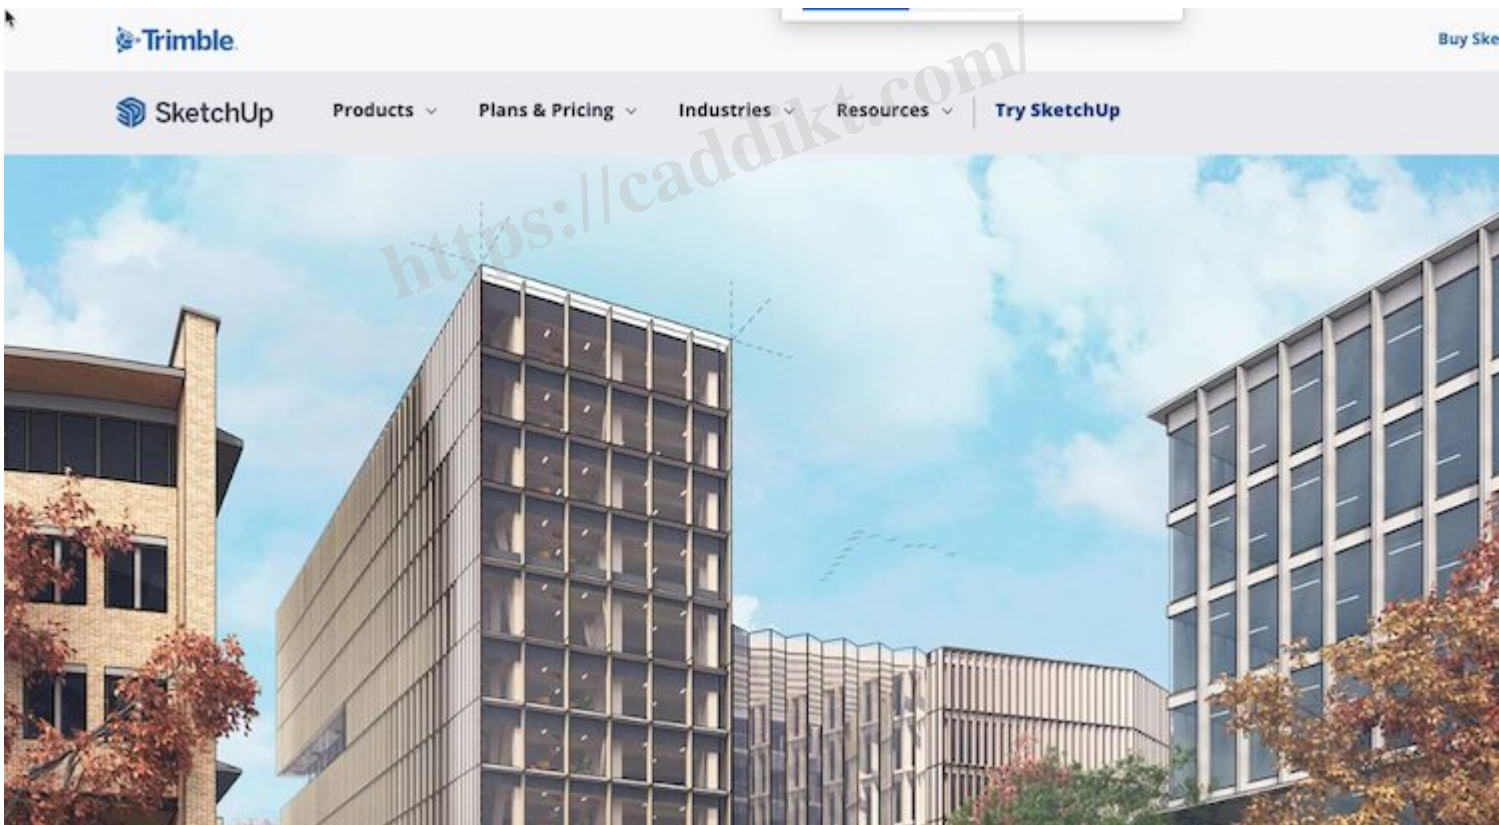 Trimble
Buy Ske
SketchUp Products Plans & Pricing Industries Resources Try SketchUp
https://caddikt.com/